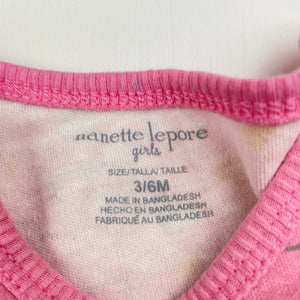 nanette lepore
girls
SIZE/TALLA/TAILLE:
3/6M
MADE IN BANGLADESH
HECHO EN BANGLADESH
FABRIQUÉ AU BANGLADESH